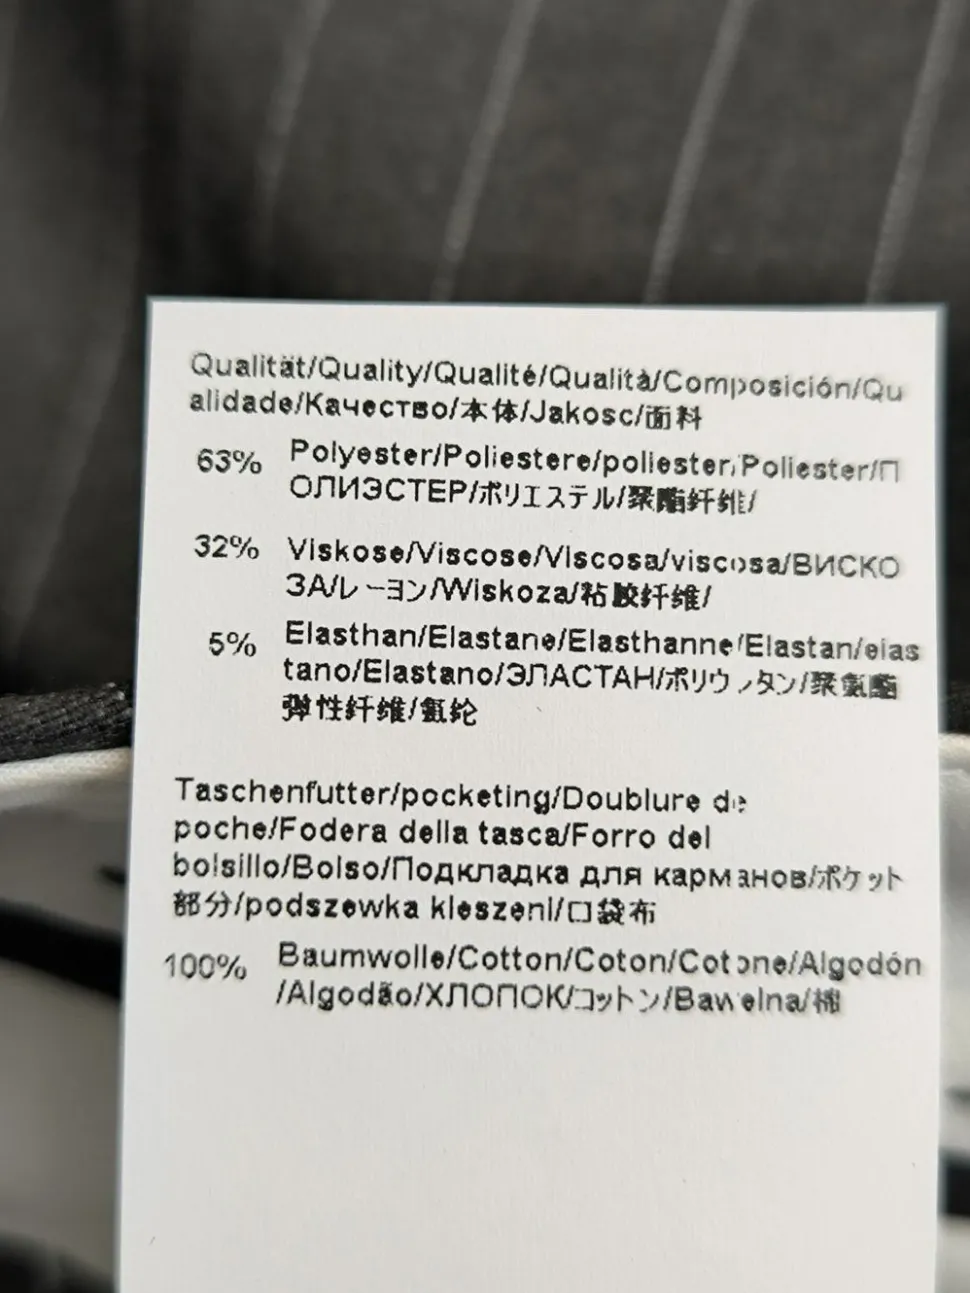 Qualität/Quality/Qualité/Qualità/Composición/Qu
alidade/Качество/本体/Jakosc/面料
63% Polyester/Poliestere/poliester/Poliester/П
ОЛИЭСТЕР/ポリエステル/聚酯纤维/
32% Viskose/Viscose/Viscosa/viscosa/ВИСКО
ЗА/レーヨン/Wiskoza/粘胶纤维/
5% Elasthan/Elastane/Elasthanne/Elastan/elas
tano/Elastano/ЭЛАСТАН/ポリウレタン/聚氨酯
弹性纤维/氨纶
Taschenfutter/pocketing/Doublure de
poche/Fodera della tasca/Forro del
bolsillo/Bolso/Подкладка для карманов/ポケット
部分/podszewka kieszeni/口袋布
100% Baumwolle/Cotton/Coton/Cotone/Algodón
/Algodão/ХЛОПОК/コットン/Bawelna/棉